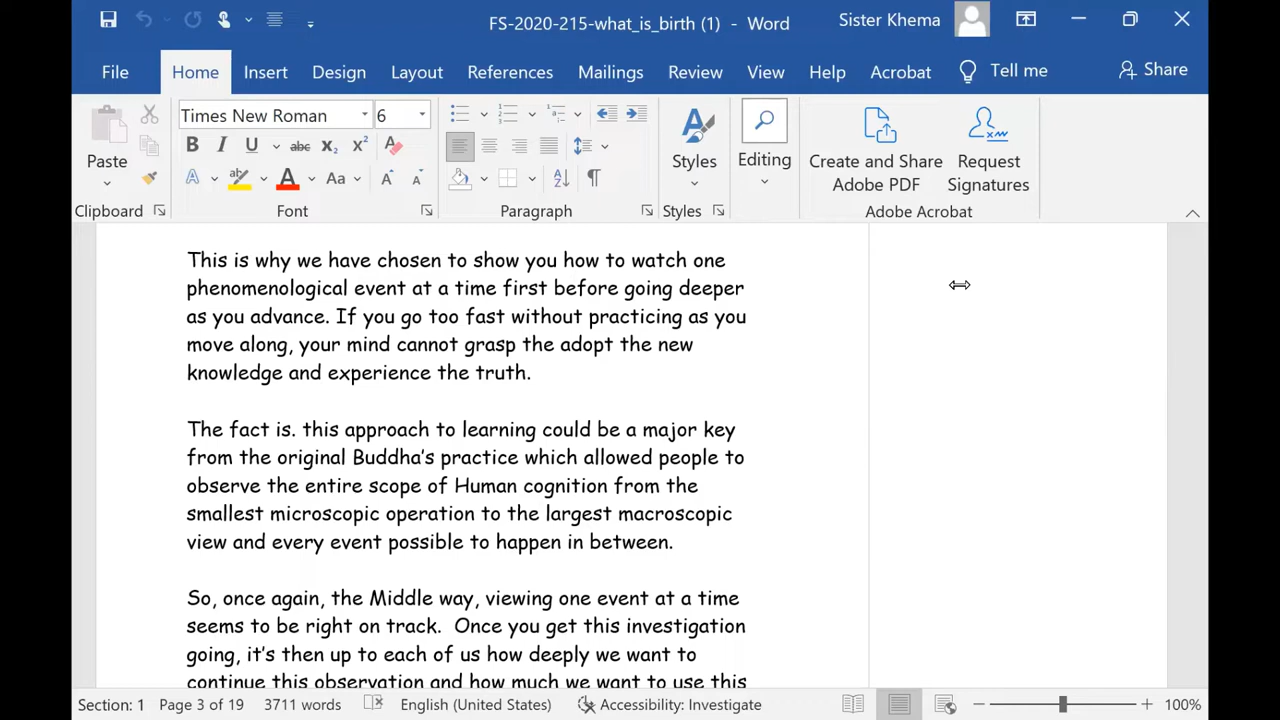 FS-2020-215-what_is_birth (1) - Word
Sister Khema
File Home Insert Design Layout References Mailings Review View Help Acrobat Tell me Share
Times New Roman 6
Paste
B I U abc x₂ x²
A ab A Aa A A
Styles
Editing
Create and Share
Adobe PDF
Request
Signatures
Clipboard Font Paragraph Styles Adobe Acrobat
This is why we have chosen to show you how to watch one
phenomenological event at a time first before going deeper
as you advance. If you go too fast without practicing as you
move along, your mind cannot grasp the adopt the new
knowledge and experience the truth.
The fact is. this approach to learning could be a major key
from the original Buddha's practice which allowed people to
observe the entire scope of Human cognition from the
smallest microscopic operation to the largest macroscopic
view and every event possible to happen in between.
So, once again, the Middle way, viewing one event at a time
seems to be right on track.  Once you get this investigation
going, it's then up to each of us how deeply we want to
continue this observation and how much we want to use this
Section: 1 Page 3 of 19 3711 words English (United States) Accessibility: Investigate 100%